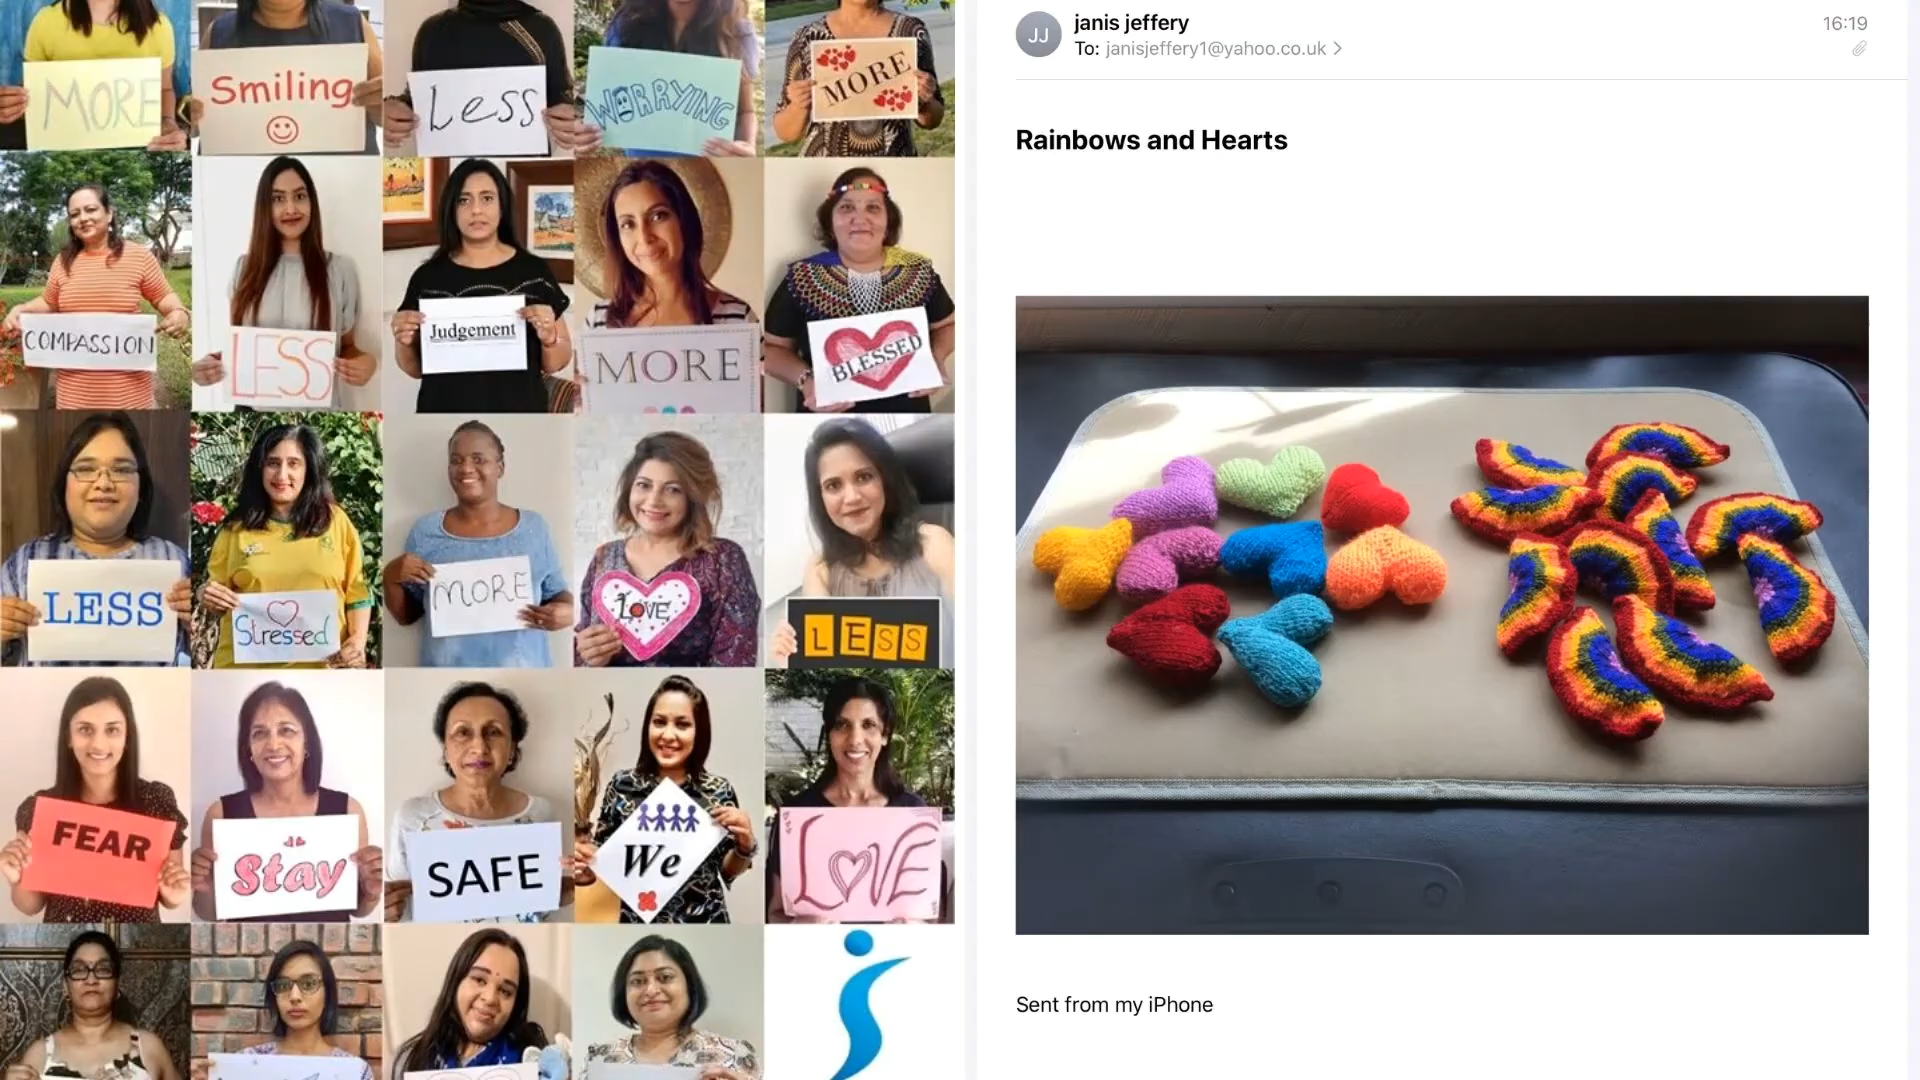 MORE
Smiling
Less
WORRYING
MORE
COMPASSION
LESS
Judgement
MORE
BLESSED
LESS
Stressed
MORE
LOVE
LESS
FEAR
Stay
SAFE
We
LOVE
JJ
janis jeffery
16:19
To: janisjeffery1@yahoo.co.uk
Rainbows and Hearts
Sent from my iPhone